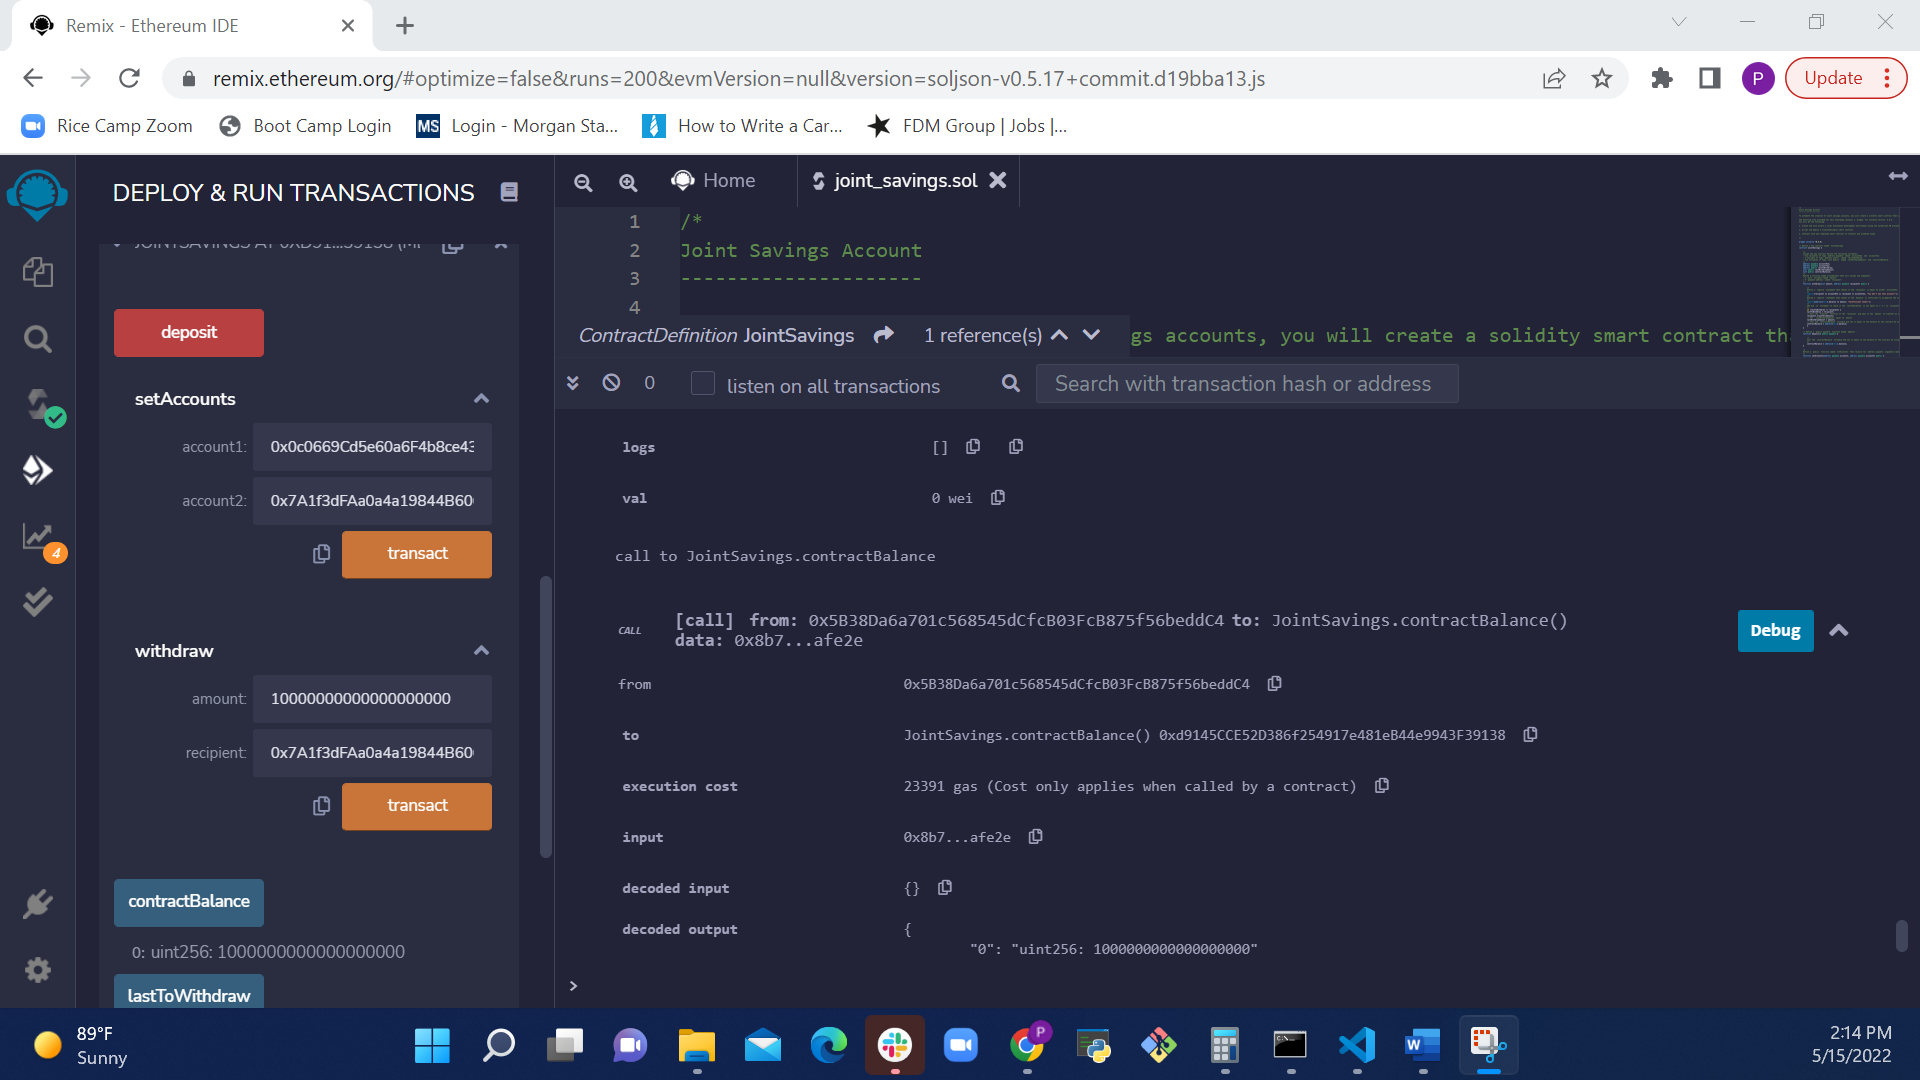 Remix - Ethereum IDE
remix.ethereum.org/#optimize=false&runs=200&evmVersion=null&version=soljson-v0.5.17+commit.d19bba13.js
P
Update
Rice Camp Zoom
Boot Camp Login
MS Login - Morgan Sta...
How to Write a Car...
FDM Group | Jobs |...
DEPLOY & RUN TRANSACTIONS
JOINTSAVINGS AT 0XD91...39138 (M
deposit
setAccounts
account1: 0x0c0669Cd5e60a6F4b8ce43
account2: 0x7A1f3dFAa0a4a19844B60
transact
withdraw
amount: 10000000000000000000
recipient: 0x7A1f3dFAa0a4a19844B60
transact
contractBalance
0: uint256: 1000000000000000000
lastToWithdraw
4
Home
joint_savings.sol
1 /*
2 Joint Savings Account
3 ---------------------
4
ContractDefinition JointSavings 1 reference(s)
gs accounts, you will create a solidity smart contract th
0 listen on all transactions
Search with transaction hash or address
logs []
val 0 wei
call to JointSavings.contractBalance
CALL [call] from: 0x5B38Da6a701c568545dCfcB03FcB875f56beddC4 to: JointSavings.contractBalance()
data: 0x8b7...afe2e
Debug
from 0x5B38Da6a701c568545dCfcB03FcB875f56beddC4
to JointSavings.contractBalance() 0xd9145CCE52D386f254917e481eB44e9943F39138
execution cost 23391 gas (Cost only applies when called by a contract)
input 0x8b7...afe2e
decoded input {}
decoded output {
"0": "uint256: 1000000000000000000"
>
89°F
Sunny
P
2:14 PM
5/15/2022